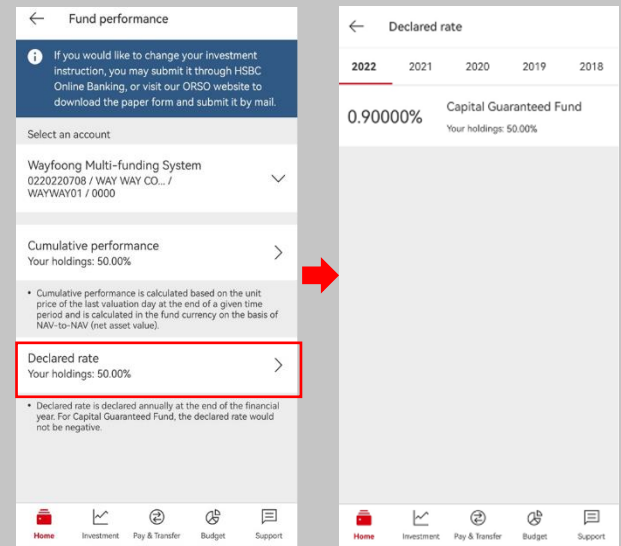 Fund performance
If you would like to change your investment
instruction, you may submit it through HSBC
Online Banking, or visit our ORSO website to
download the paper form and submit it by mail.
Select an account
Wayfoong Multi-funding System
0220220708 / WAY WAY CO... /
WAYWAY01 / 0000
Cumulative performance
Your holdings: 50.00%
• Cumulative performance is calculated based on the unit
price of the last valuation day at the end of a given time
period and is calculated in the fund currency on the basis of
NAV-to-NAV (net asset value).
Declared rate
Your holdings: 50.00%
• Declared rate is declared annually at the end of the financial
year. For Capital Guaranteed Fund, the declared rate would
not be negative.
Home Investment Pay & Transfer Budget Support
Declared rate
2022 2021 2020 2019 2018
0.90000% Capital Guaranteed Fund
Your holdings: 50.00%
Home Investment Pay & Transfer Budget Support